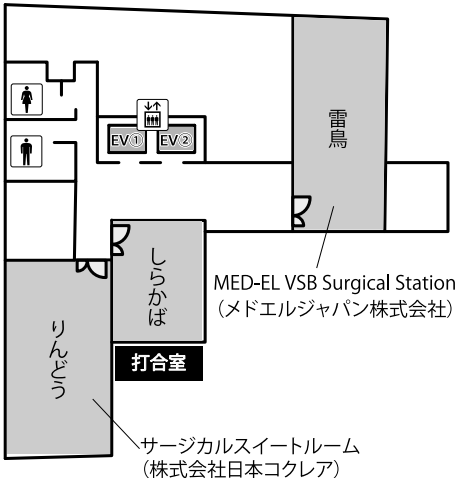 雷鳥
EV①
EV②
しらかば
MED-EL VSB Surgical Station
（メドエルジャパン株式会社）
りんどう
打合室
サージカルスイートルーム
（株式会社日本コクレア）